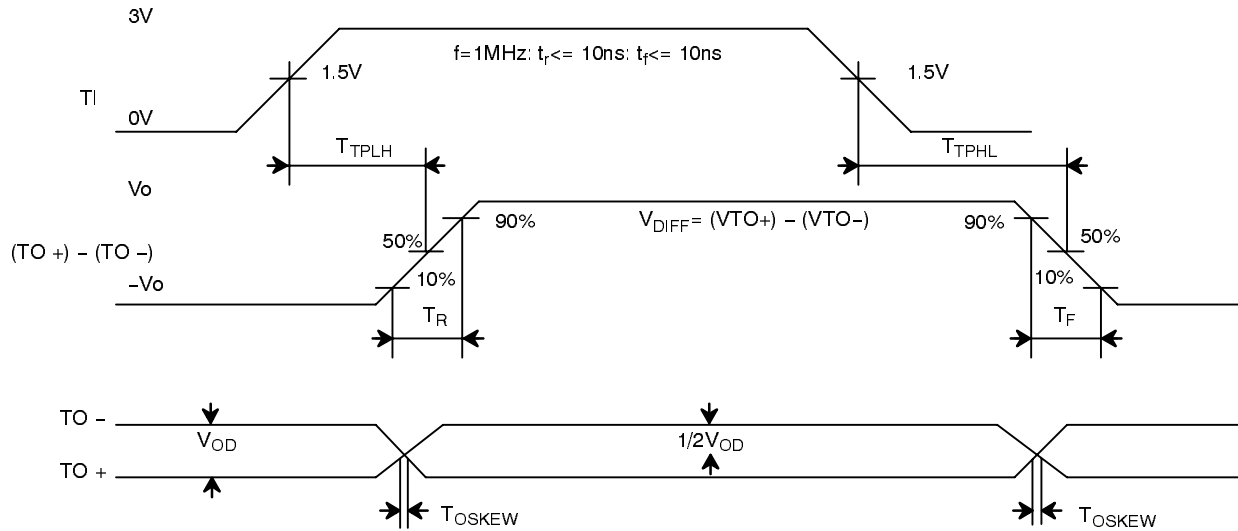 3V
f=1MHz: tr<= 10ns: tf<= 10ns
1.5V
1.5V
TI
0V
TTPLH
TTPHL
Vo
90%
VDIFF= (VTO+) – (VTO–)
90%
50%
50%
(TO +) – (TO –)
–Vo
10%
10%
TR
TF
TO –
VOD
1/2VOD
TO +
TOSKEW
TOSKEW